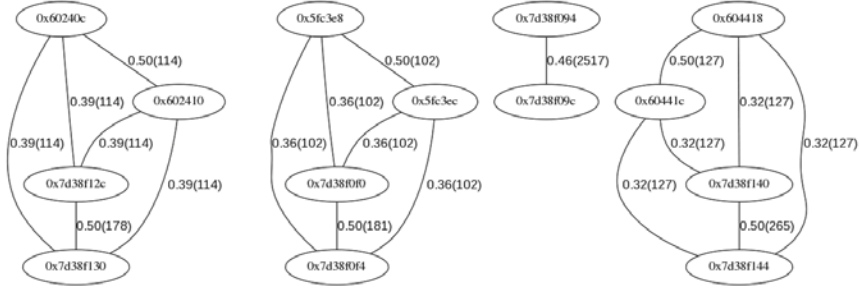 0x60240c
0x5fc3e8
0x7d38f094
0x604418
0.50(114)
0.50(102)
0.46(2517)
0.50(127)
0x602410
0x5fc3ec
0x7d38f09c
0x60441c
0.39(114)
0.36(102)
0.32(127)
0.39(114)
0.39(114)
0.36(102)
0.36(102)
0.32(127)
0.32(127)
0x7d38f12c
0.39(114)
0x7d38f0f0
0.36(102)
0.32(127)
0x7d38f140
0.50(178)
0.50(181)
0.50(265)
0x7d38f130
0x7d38f0f4
0x7d38f144